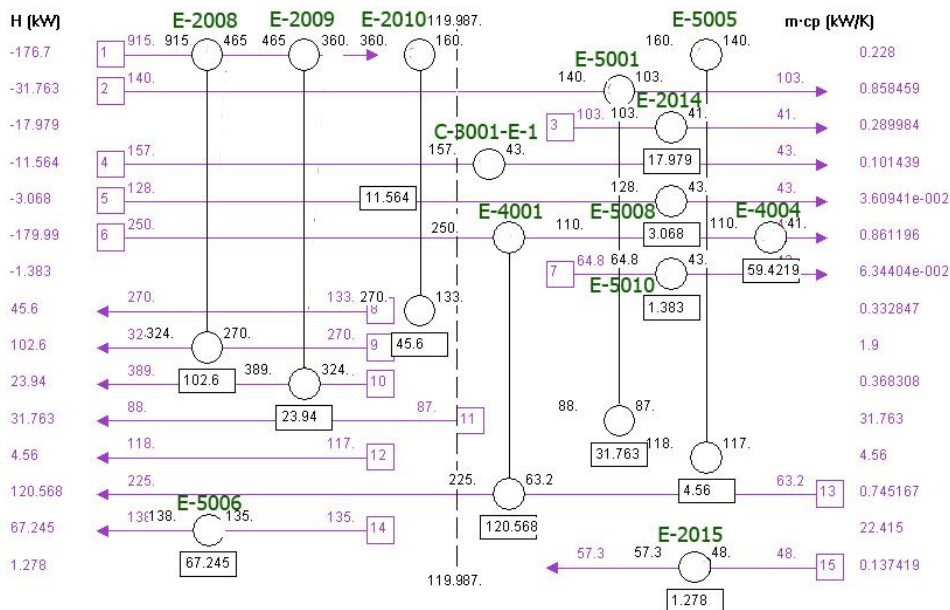 H (kW) E-2008 E-2009 E-2010 119.987. E-5005 m·cp (kW/K)
-176.7 1 915. 915 465 465 360. 360. 160. 160. 140. 0.228
E-5001
-31.763 2 140. 140. 103. 103. 0.858459
E-2014
-17.979 3 103. 103. 41. 41. 0.289984
C-3001-E-1 17.979
-11.564 4 157. 157. 43. 43. 0.101439
11.564
-3.068 5 128. 128. 43. 43. 3.60941e-002
E-4001 E-5008 3.068 E-4004
-179.99 6 250. 250. 110. 110. 41. 0.861196
59.4219
-1.383 7 64.8 64.8 43. 6.34404e-002
E-5010 1.383
45.6 270. 133. 270. 8 133. 0.332847
45.6
102.6 324. 270. 270. 9 1.9
102.6
23.94 389. 389. 324. 10 0.368308
23.94
31.763 88. 87. 11 88. 87. 31.763
31.763
4.56 118. 117. 12 118. 117. 4.56
4.56
120.568 225. 225. 63.2 63.2 13 0.745167
E-5006 120.568
67.245 138. 135. 135. 14 22.415
67.245 E-2015
1.278 57.3 57.3 48. 48. 15 0.137419
119.987. 1.278